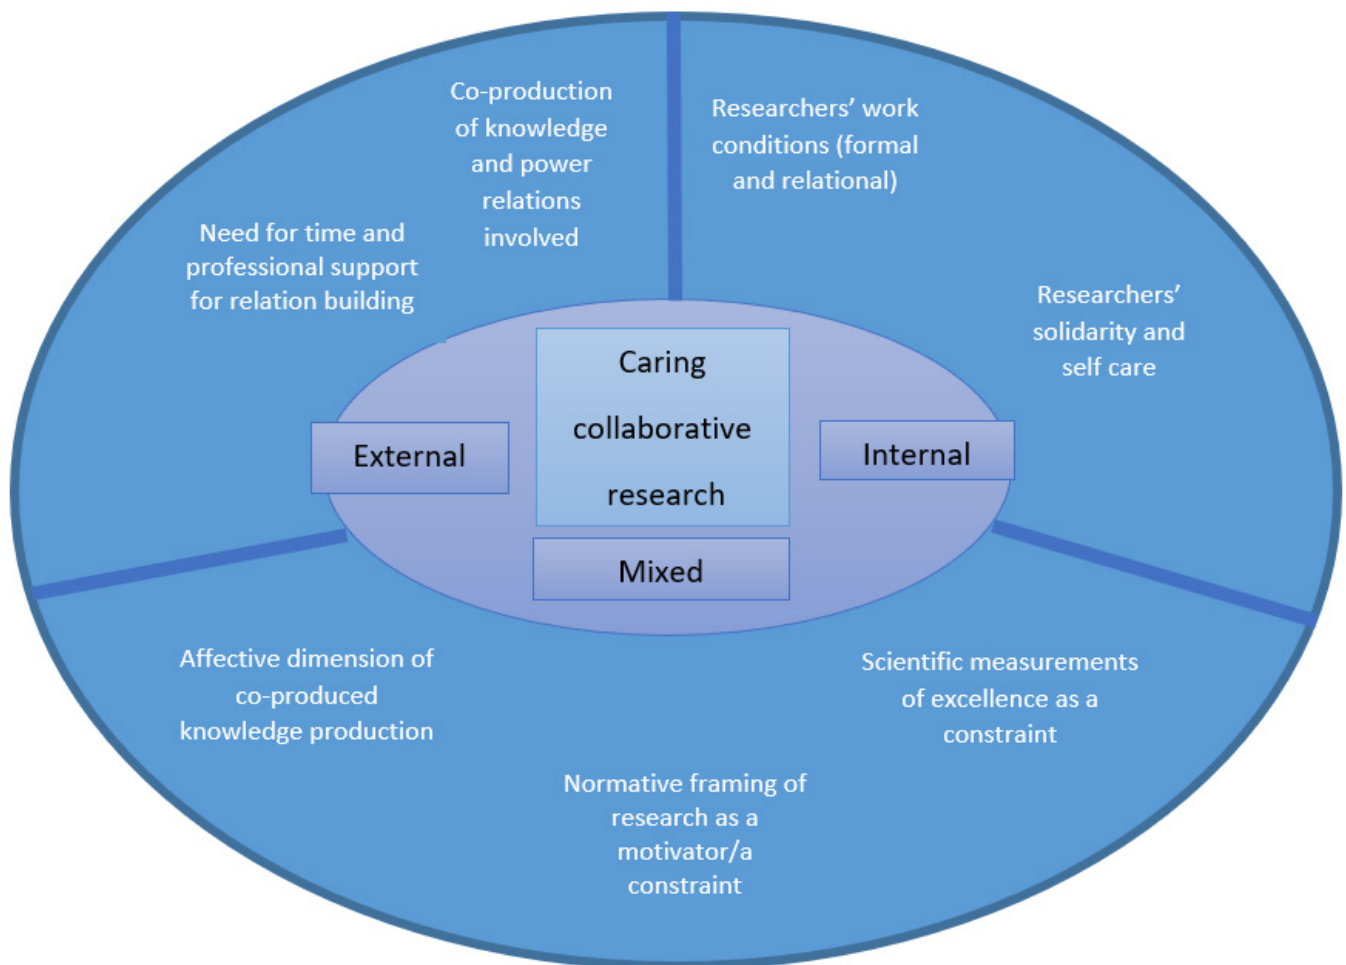 Co-production
of knowledge
and power
relations
involved
Researchers’ work
conditions (formal
and relational)
Need for time and
professional support
for relation building
Researchers’
solidarity and
self care
Caring
collaborative
research
External
Internal
Mixed
Affective dimension of
co-produced
knowledge production
Scientific measurements
of excellence as a
constraint
Normative framing of
research as a
motivator/a
constraint